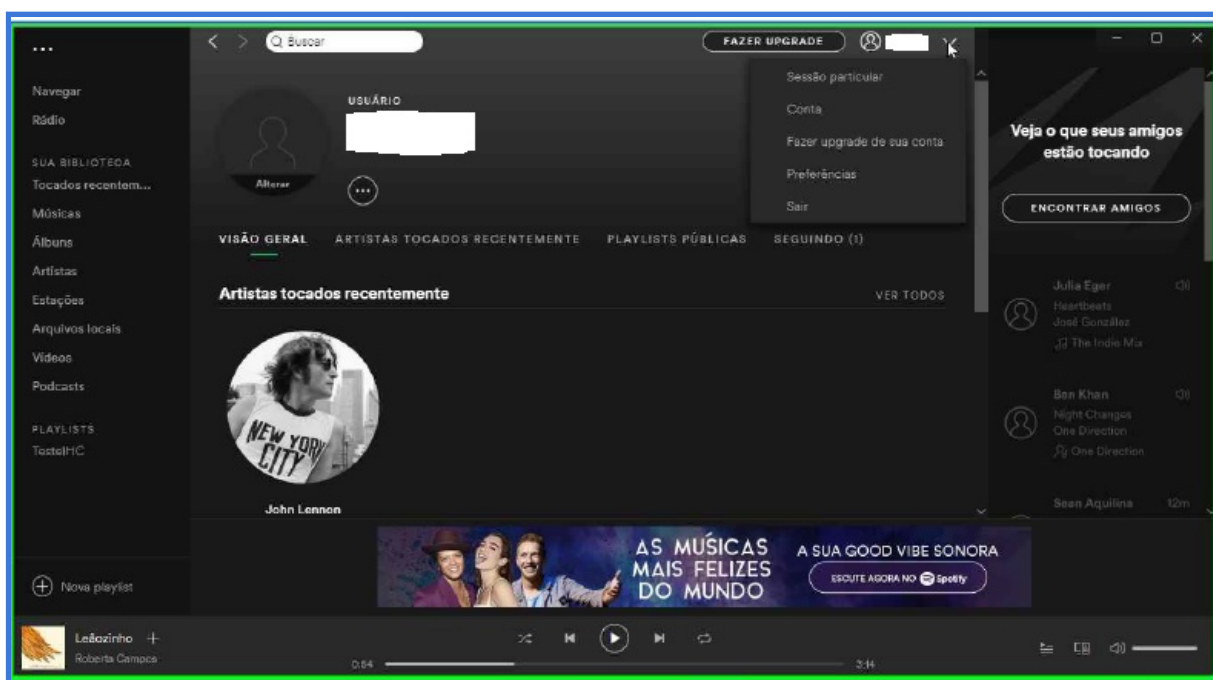 Buscar
FAZER UPGRADE
Navegar
Rádio
SUA BIBLIOTECA
Tocados recentem...
Músicas
Álbuns
Artistas
Estações
Arquivos locais
Vídeos
Podcasts
PLAYLISTS
TesteIHC
Nova playlist
USUÁRIO
Alterar
Sessão particular
Conta
Fazer upgrade de sua conta
Preferências
Sair
VISÃO GERAL ARTISTAS TOCADOS RECENTEMENTE PLAYLISTS PÚBLICAS SEGUINDO (1)
Artistas tocados recentemente VER TODOS
NEW YORK
CITY
John Lennon
Veja o que seus amigos
estão tocando
ENCONTRAR AMIGOS
Julia Eger
Heartbeats
José González
The Indie Mix
Ban Khan
Night Changes
One Direction
One Direction
Sean Aquilina 12m
AS MUSICAS
MAIS FELIZES
DO MUNDO
A SUA GOOD VIBE SONORA
ESCUTE AGORA NO Spotify
Leãozinho
Roberta Campos
0:54
3:14